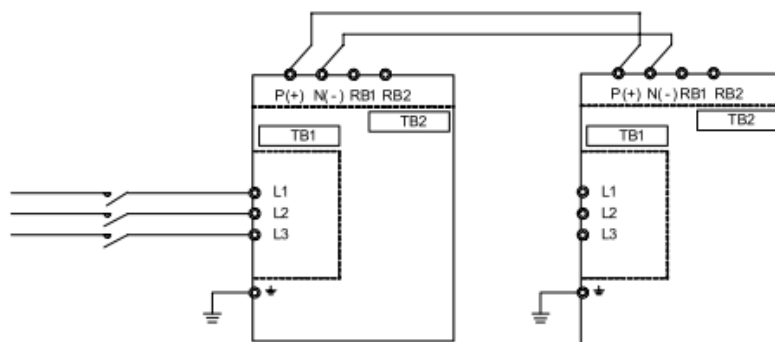 P(+) N(-) RB1 RB2
TB2
TB1
L1
L2
L3
P(+) N(-) RB1 RB2
TB2
TB1
L1
L2
L3